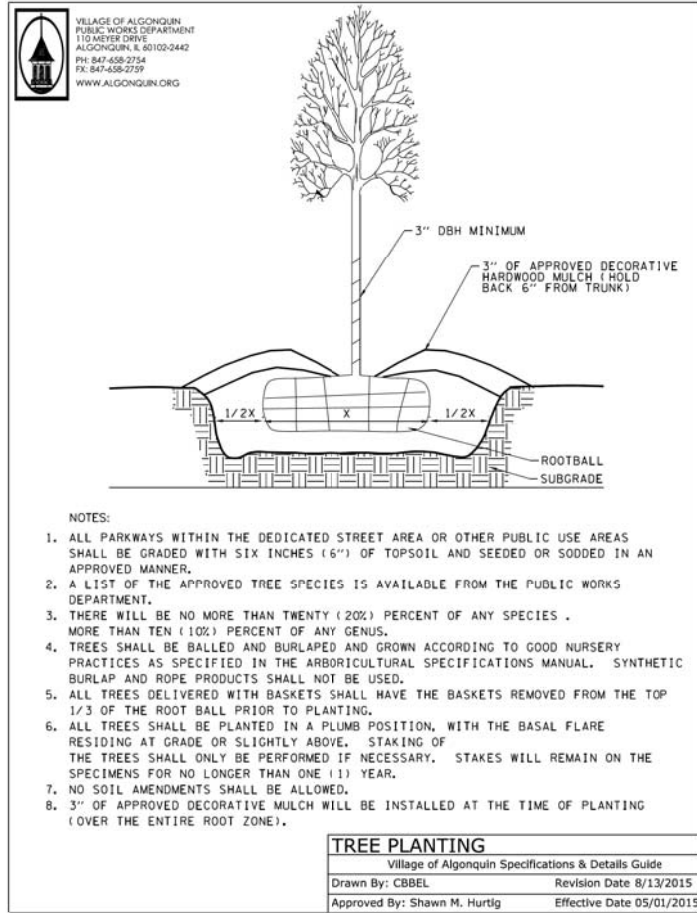 VILLAGE OF ALGONQUIN
PUBLIC WORKS DEPARTMENT
110 MEYER DRIVE
ALGONQUIN, IL 60102-2442
PH: 847-658-2754
FX: 847-658-2759
WWW.ALGONQUIN.ORG
3" DBH MINIMUM
3" OF APPROVED DECORATIVE
HARDWOOD MULCH (HOLD
BACK 6" FROM TRUNK)
1/2X X 1/2X
ROOTBALL
SUBGRADE
NOTES:
1. ALL PARKWAYS WITHIN THE DEDICATED STREET AREA OR OTHER PUBLIC USE AREAS
SHALL BE GRADED WITH SIX INCHES (6") OF TOPSOIL AND SEEDED OR SODDED IN AN
APPROVED MANNER.
2. A LIST OF THE APPROVED TREE SPECIES IS AVAILABLE FROM THE PUBLIC WORKS
DEPARTMENT.
3. THERE WILL BE NO MORE THAN TWENTY (20%) PERCENT OF ANY SPECIES .
MORE THAN TEN (10%) PERCENT OF ANY GENUS.
4. TREES SHALL BE BALLED AND BURLAPED AND GROWN ACCORDING TO GOOD NURSERY
PRACTICES AS SPECIFIED IN THE ARBORICULTURAL SPECIFICATIONS MANUAL. SYNTHETIC
BURLAP AND ROPE PRODUCTS SHALL NOT BE USED.
5. ALL TREES DELIVERED WITH BASKETS SHALL HAVE THE BASKETS REMOVED FROM THE TOP
1/3 OF THE ROOT BALL PRIOR TO PLANTING.
6. ALL TREES SHALL BE PLANTED IN A PLUMB POSITION, WITH THE BASAL FLARE
RESIDING AT GRADE OR SLIGHTLY ABOVE. STAKING OF
THE TREES SHALL ONLY BE PERFORMED IF NECESSARY. STAKES WILL REMAIN ON THE
SPECIMENS FOR NO LONGER THAN ONE (1) YEAR.
7. NO SOIL AMENDMENTS SHALL BE ALLOWED.
8. 3" OF APPROVED DECORATIVE MULCH WILL BE INSTALLED AT THE TIME OF PLANTING
(OVER THE ENTIRE ROOT ZONE).
TREE PLANTING
Village of Algonquin Specifications & Details Guide
Drawn By: CBBEL Revision Date 8/13/2015
Approved By: Shawn M. Hurtig Effective Date 05/01/2015